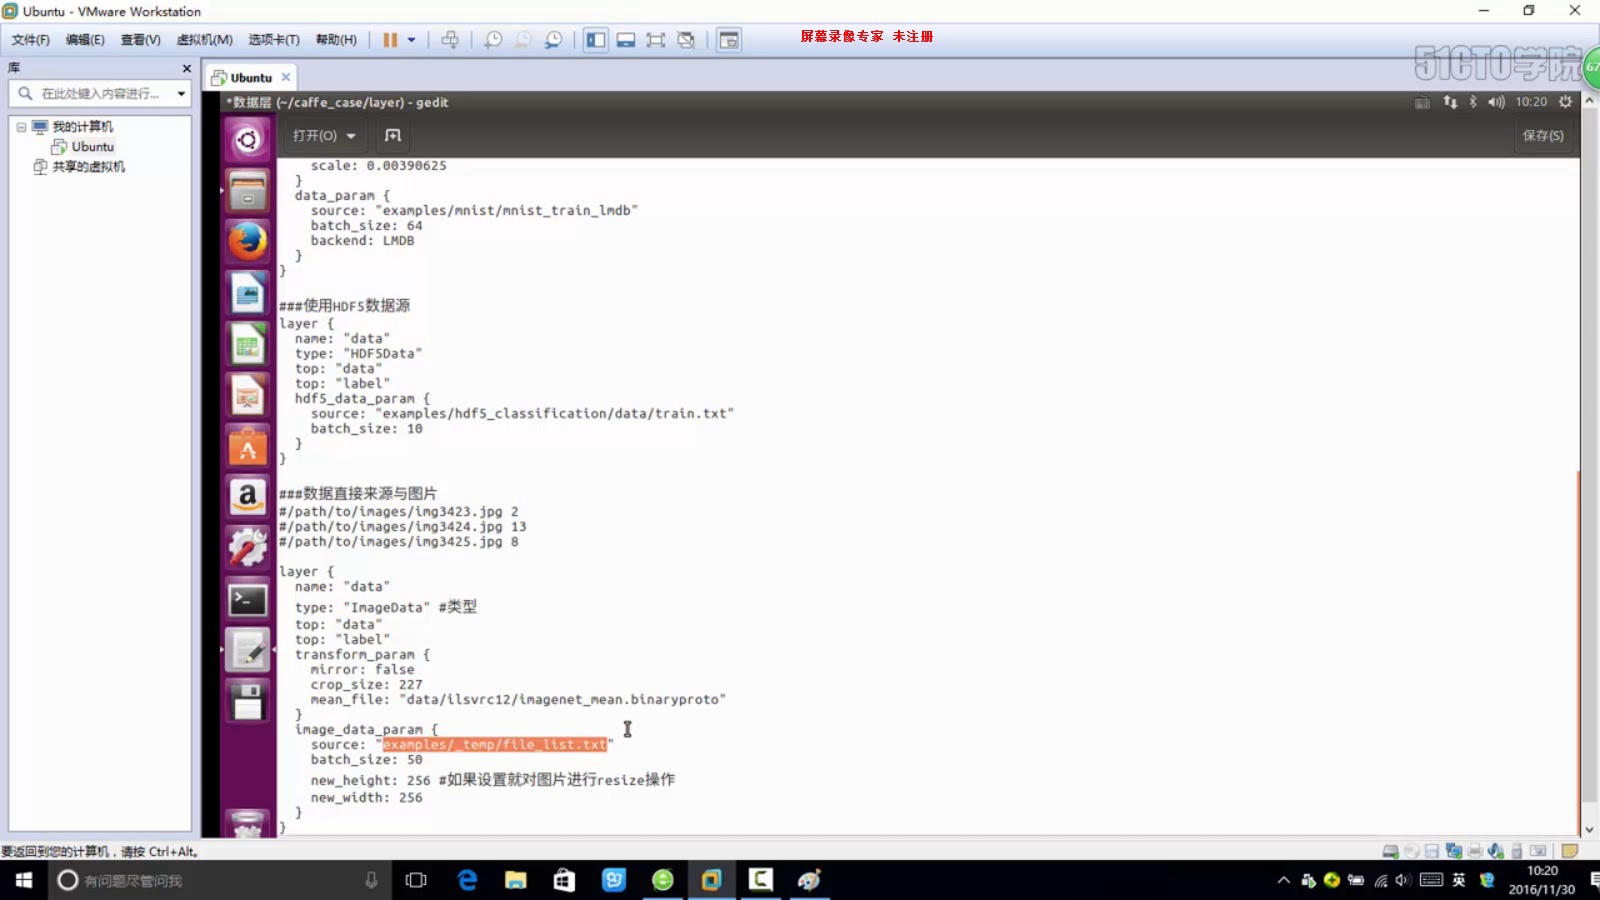 Ubuntu - VMware Workstation
文件(F) 编辑(E) 查看(V) 虚拟机(M) 选项卡(T) 帮助(H)
屏幕录像专家 未注册
51CTO学院
67
库
在此处键入内容进行...
我的计算机
Ubuntu
共享的虚拟机
Ubuntu
*数据层 (~/caffe_case/layer) - gedit
10:20
打开(O)
保存(S)
scale: 0.00390625
}
data_param {
source: "examples/mnist/mnist_train_lmdb"
batch_size: 64
backend: LMDB
}
}
###使用HDF5数据源
layer {
name: "data"
type: "HDF5Data"
top: "data"
top: "label"
hdf5_data_param {
source: "examples/hdf5_classification/data/train.txt"
batch_size: 10
}
}
###数据直接来源与图片
#/path/to/images/img3423.jpg 2
#/path/to/images/img3424.jpg 13
#/path/to/images/img3425.jpg 8
layer {
name: "data"
type: "ImageData" #类型
top: "data"
top: "label"
transform_param {
mirror: false
crop_size: 227
mean_file: "data/ilsvrc12/imagenet_mean.binaryproto"
}
image_data_param {
source: "examples/_temp/file_list.txt"
batch_size: 50
new_height: 256 #如果设置就对图片进行resize操作
new_width: 256
}
}
要返回到您的计算机，请按 Ctrl+Alt。
有问题尽管问我
英
10:20
2016/11/30